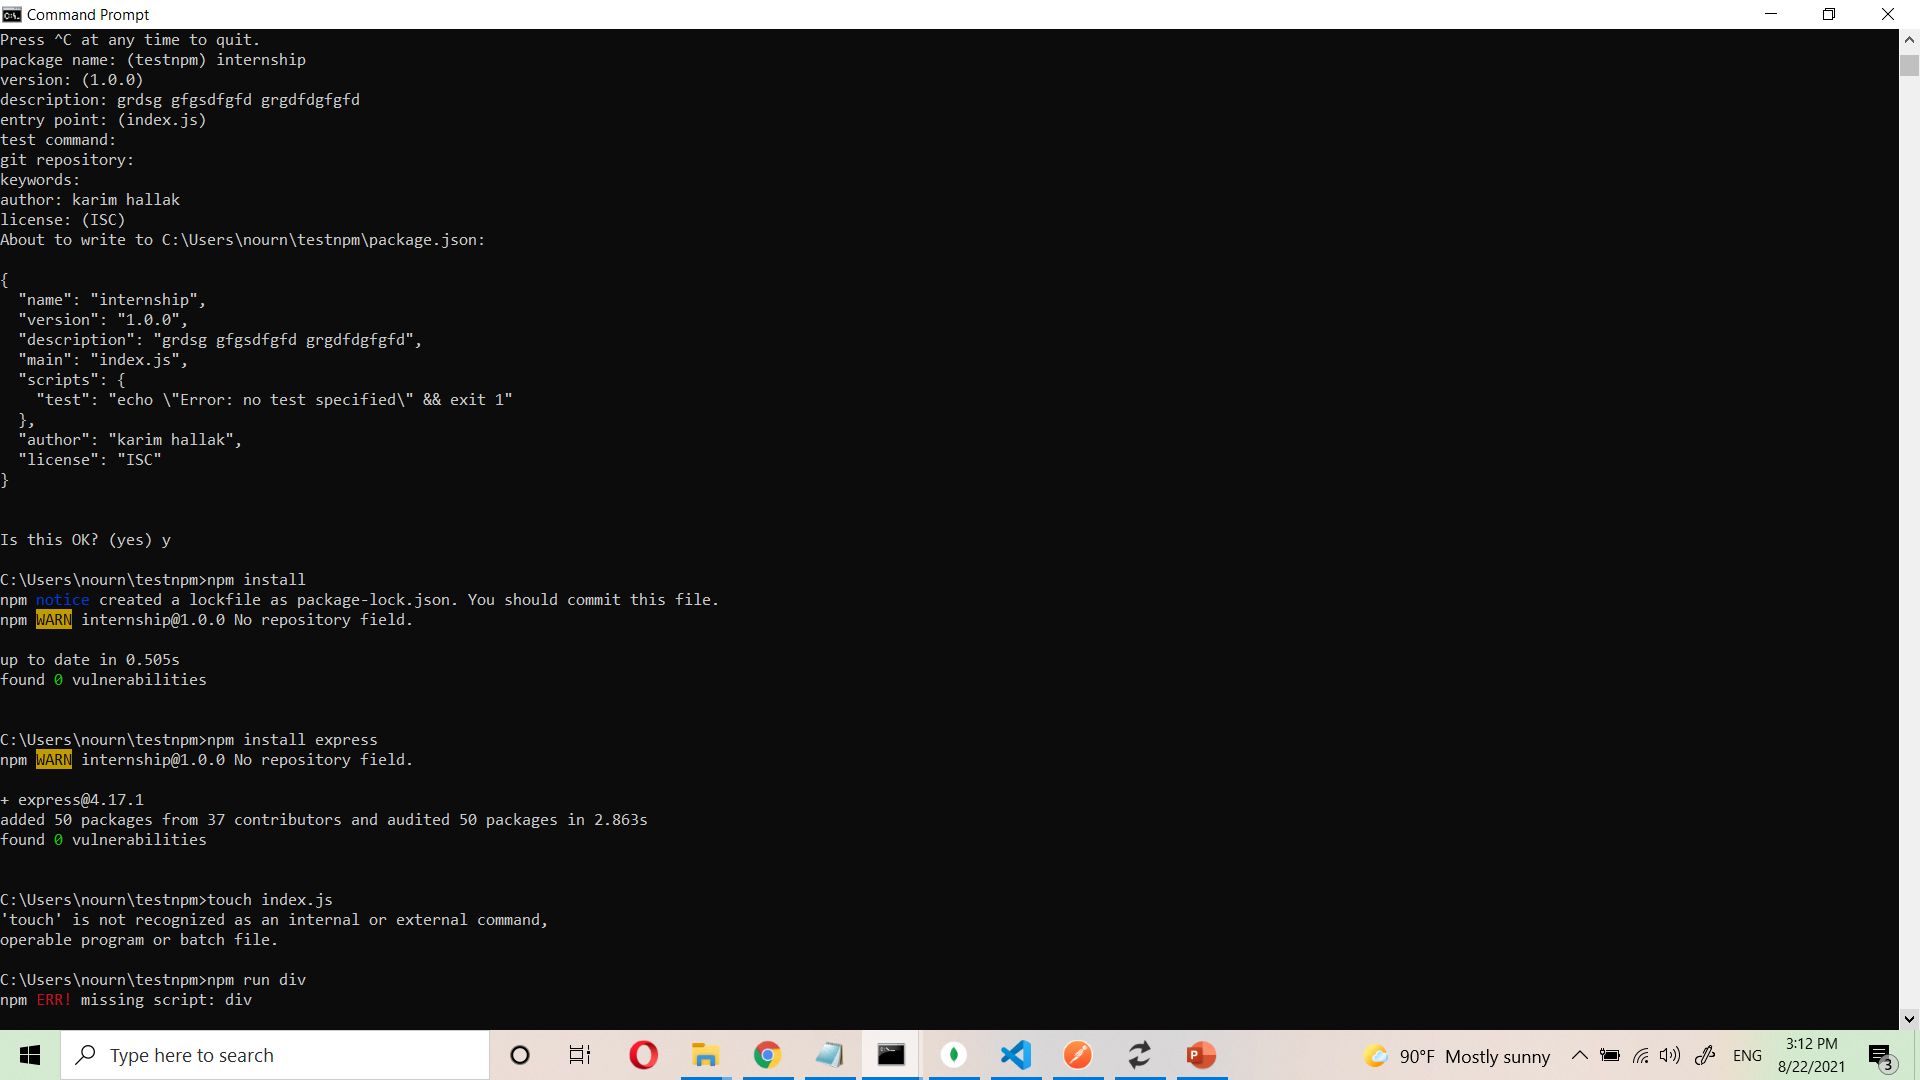 Command Prompt
Press ^C at any time to quit.
package name: (testnpm) internship
version: (1.0.0)
description: grdsg gfgsdfgfd grgdfdgfgfd
entry point: (index.js)
test command:
git repository:
keywords:
author: karim hallak
license: (ISC)
About to write to C:\Users\nourn\testnpm\package.json:

{
  "name": "internship",
  "version": "1.0.0",
  "description": "grdsg gfgsdfgfd grgdfdgfgfd",
  "main": "index.js",
  "scripts": {
    "test": "echo \"Error: no test specified\" && exit 1"
  },
  "author": "karim hallak",
  "license": "ISC"
}

Is this OK? (yes) y

C:\Users\nourn\testnpm>npm install
npm notice created a lockfile as package-lock.json. You should commit this file.
npm WARN internship@1.0.0 No repository field.

up to date in 0.505s
found 0 vulnerabilities

C:\Users\nourn\testnpm>npm install express
npm WARN internship@1.0.0 No repository field.

+ express@4.17.1
added 50 packages from 37 contributors and audited 50 packages in 2.863s
found 0 vulnerabilities

C:\Users\nourn\testnpm>touch index.js
'touch' is not recognized as an internal or external command,
operable program or batch file.

C:\Users\nourn\testnpm>npm run div
npm ERR! missing script: div
Type here to search
90°F Mostly sunny
ENG
3:12 PM
8/22/2021
3